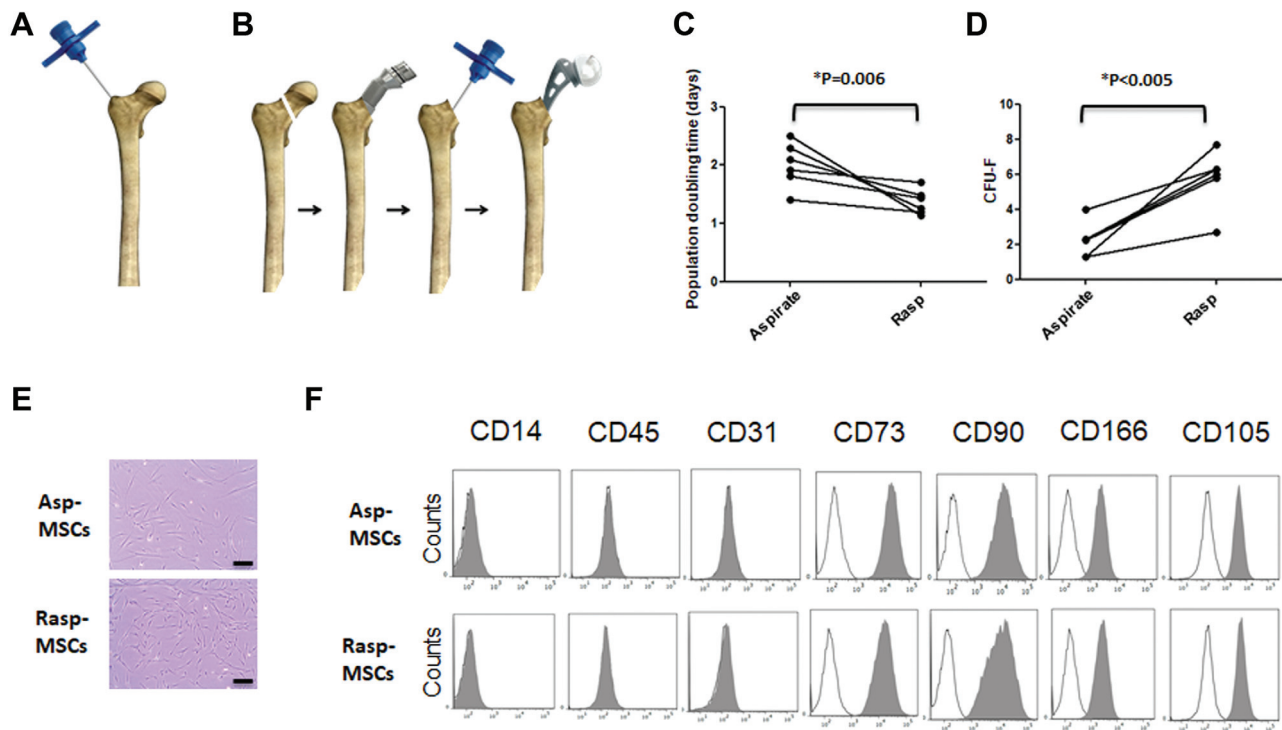 A
B
C
D
*P=0.006
*P<0.005
Population doubling time (days)
3
2
1
0
Aspirate
Rasp
CFU-F
10
8
6
4
2
0
Aspirate
Rasp
E
F
Asp-
MSCs
Rasp-
MSCs
CD14 CD45 CD31 CD73 CD90 CD166 CD105
Asp-
MSCs
Counts
Rasp-
MSCs
Counts